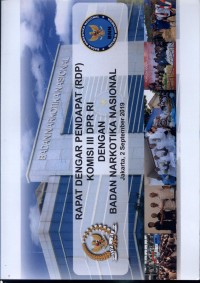 BADAN NARKOTIKA NASIONAL
RAPAT DENGAR PENDAPAT (RDP)
KOMISI III DPR RI
DENGAN
BADAN NARKOTIKA NASIONAL
Jakarta, 2 September 2019